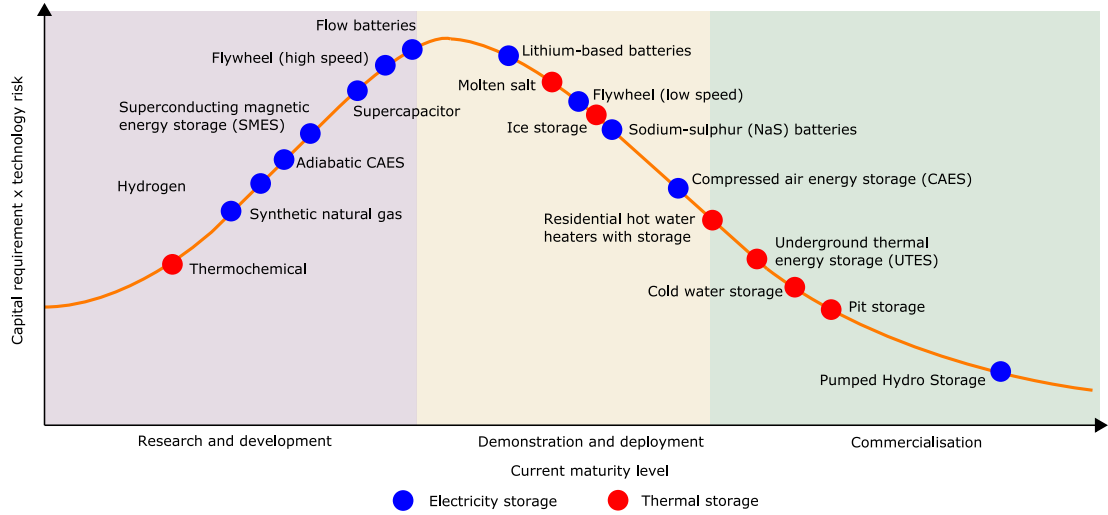 Capital requirement x technology risk
Flow batteries
Flywheel (high speed)
Supercapacitor
Superconducting magnetic
energy storage (SMES)
Adiabatic CAES
Hydrogen
Synthetic natural gas
Thermochemical
Lithium-based batteries
Molten salt
Flywheel (low speed)
Ice storage
Sodium-sulphur (NaS) batteries
Compressed air energy storage (CAES)
Residential hot water
heaters with storage
Underground thermal
energy storage (UTES)
Cold water storage
Pit storage
Pumped Hydro Storage
Research and development
Demonstration and deployment
Commercialisation
Current maturity level
Electricity storage
Thermal storage